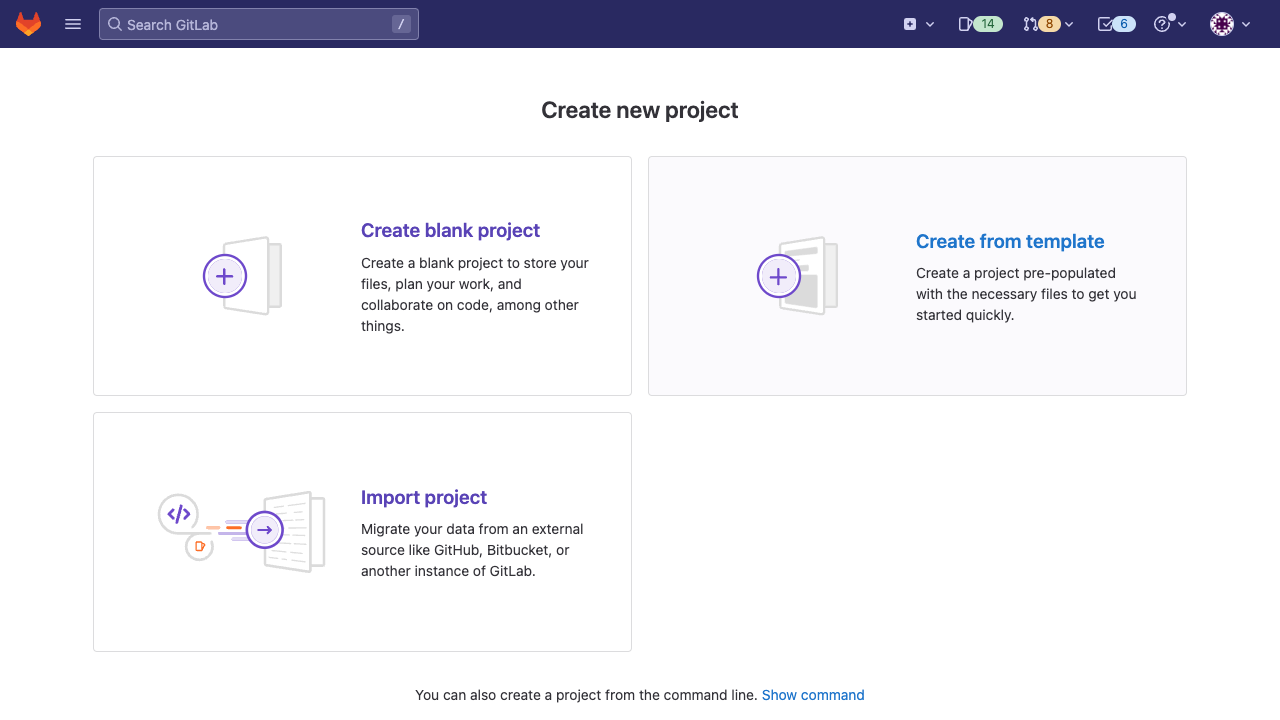 Search GitLab /
14 8 6
Create new project
Create blank project
Create a blank project to store your
files, plan your work, and
collaborate on code, among other
things.
Create from template
Create a project pre-populated
with the necessary files to get you
started quickly.
Import project
Migrate your data from an external
source like GitHub, Bitbucket, or
another instance of GitLab.
You can also create a project from the command line. Show command